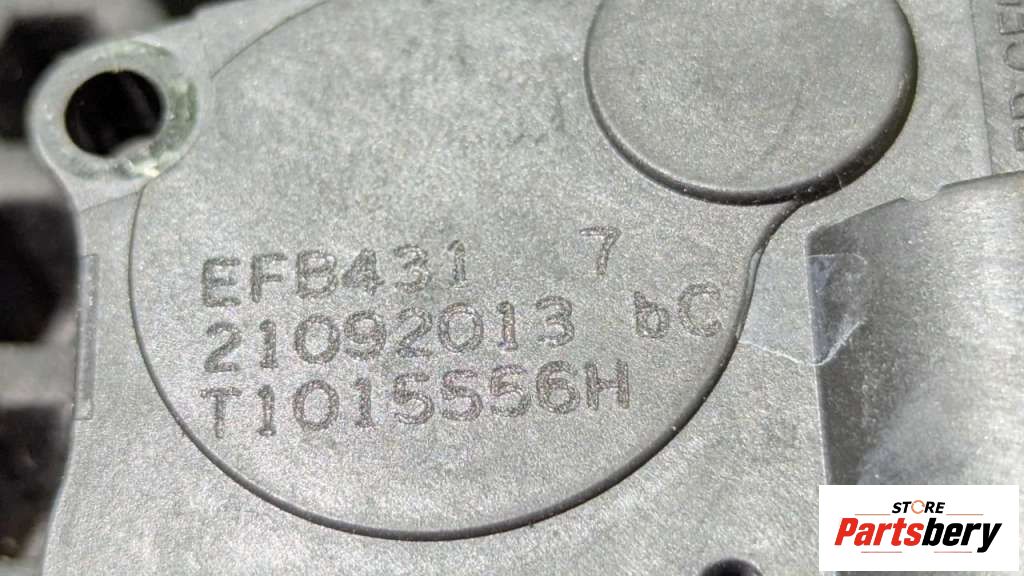 EFB431 7
21092013 bC
T1015556H
STORE
Partsbery